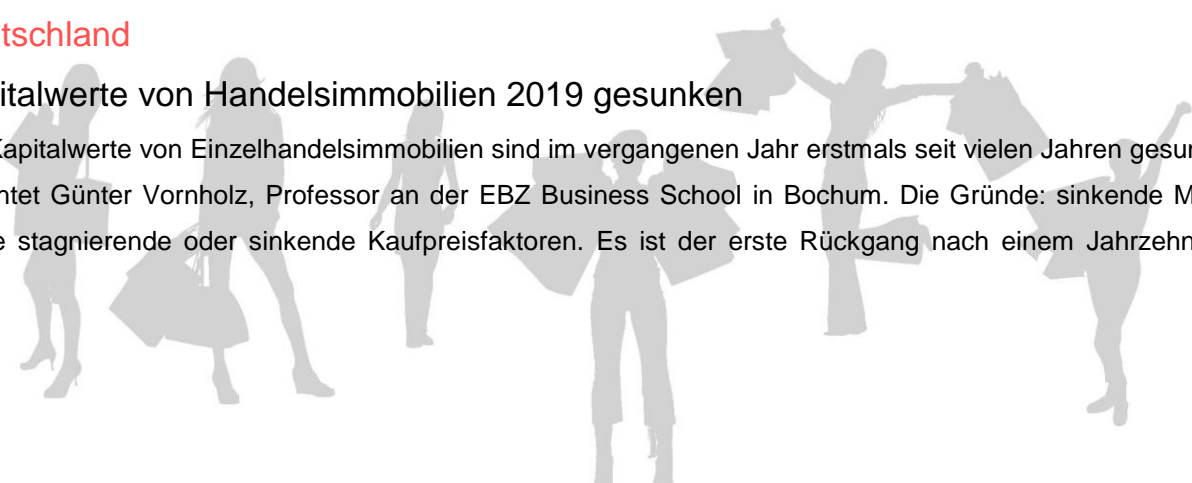 tschland
italwerte von Handelsimmobilien 2019 gesunken
Kapitalwerte von Einzelhandelsimmobilien sind im vergangenen Jahr erstmals seit vielen Jahren gesun
ntet Günter Vornholz, Professor an der EBZ Business School in Bochum. Die Gründe: sinkende M
e stagnierende oder sinkende Kaufpreisfaktoren. Es ist der erste Rückgang nach einem Jahrzehn